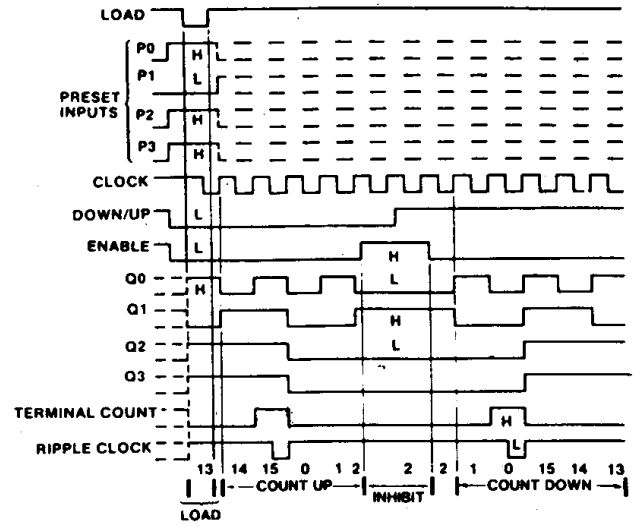 LOAD
P0 H
P1 L
PRESET
INPUTS
P2 H
P3 H
CLOCK
DOWN/UP L
ENABLE L H
Q0 H L
Q1 H
Q2 L
Q3
TERMINAL COUNT H
RIPPLE CLOCK L
13 14 15 0 1 2 2 2 1 0 15 14 13
COUNT UP INHIBIT COUNT DOWN
LOAD